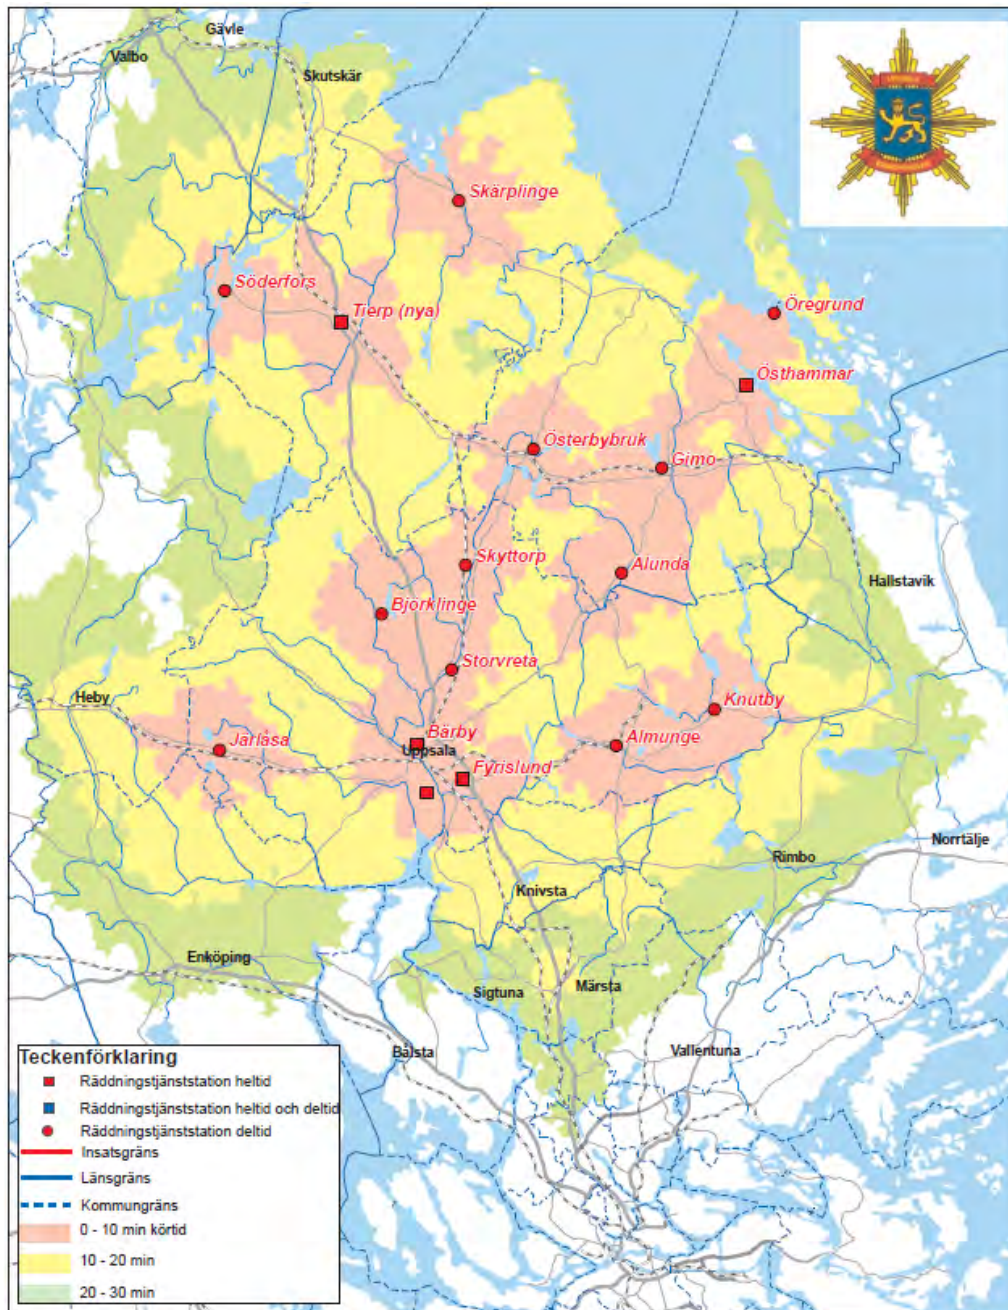 Gävle
Valbo
Skutskär
Skärplinge
Söderfors
Tierp (nya)
Öregrund
Östhammar
Österbybruk
Gimo
Skyttorp
Alunda
Hallstavik
Björklinge
Storvreta
Heby
Knutby
Bärby
Almunge
Järlåsa
Uppsala
Fyrislund
Norrtälje
Rimbo
Knivsta
Enköping
Sigtuna
Märsta
Bålsta
Vallentuna
Teckenförklaring
Räddningstjänststation heltid
Räddningstjänststation heltid och deltid
Räddningstjänststation deltid
Insatsgräns
Länsgräns
Kommungräns
0 - 10 min körtid
10 - 20 min
20 - 30 min